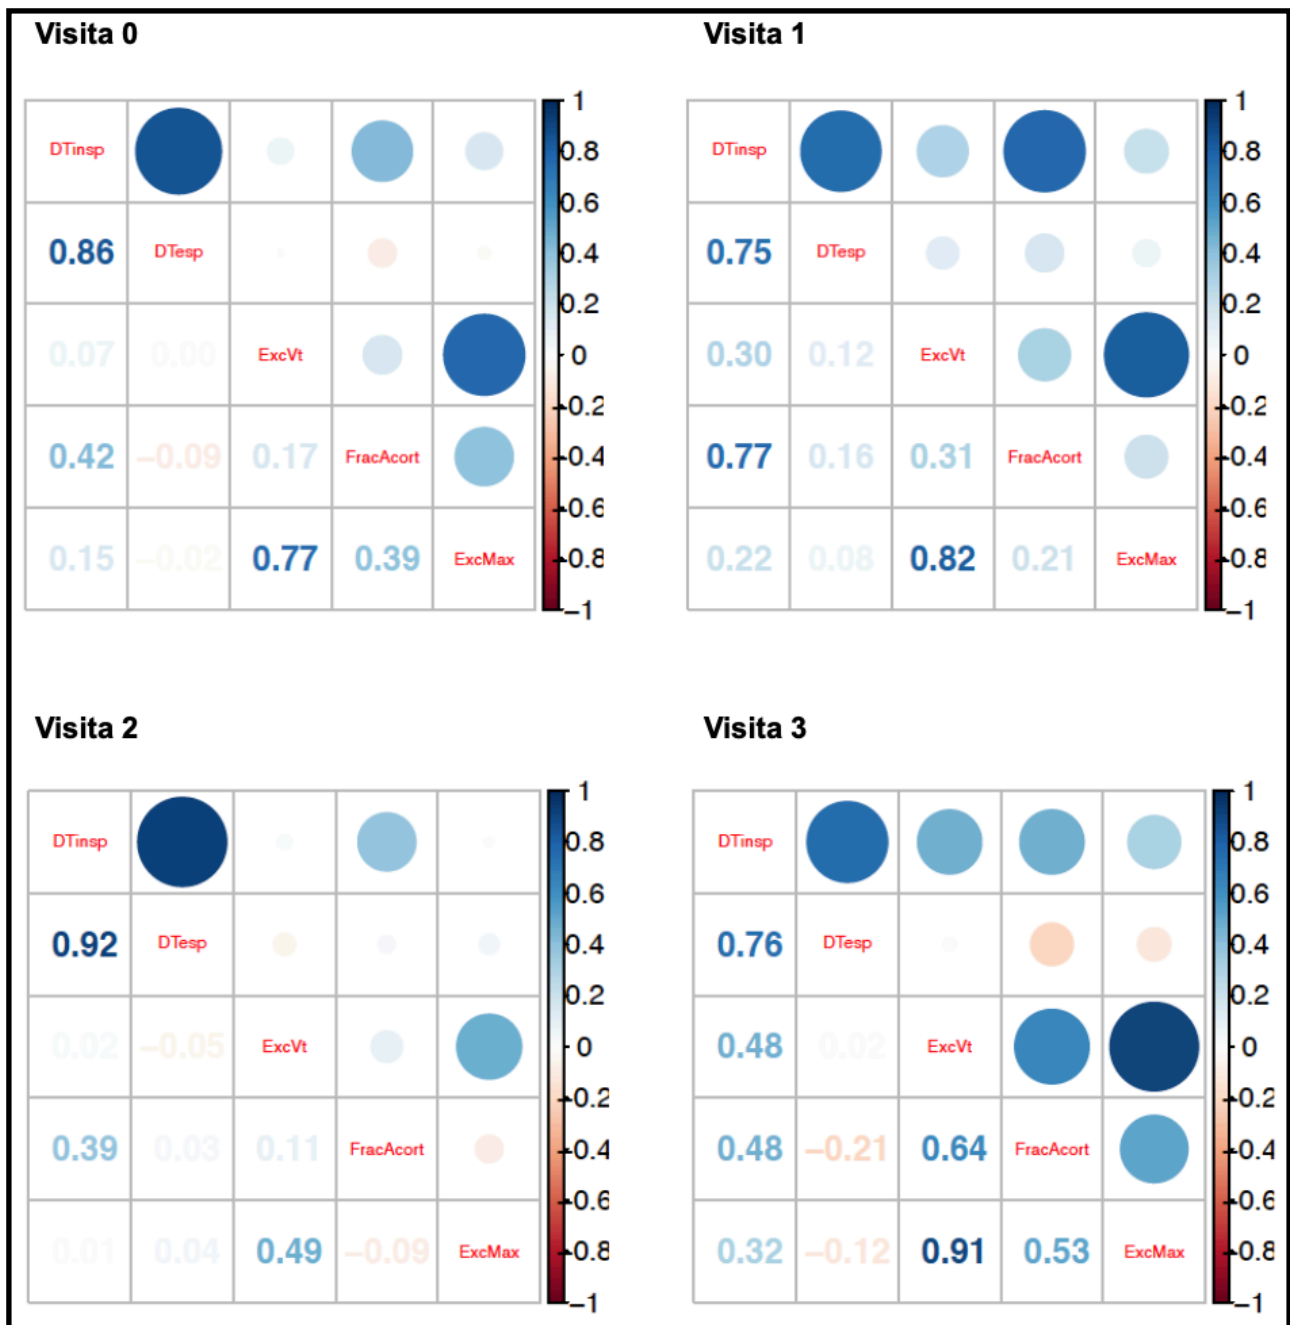 Visita 0
Visita 1
DTinsp
1
0.8
0.86 DTesp
0.6
0.4
0.2
0.07 0.00 ExcVt
0
-0.2
0.42 −0.09 0.17 FracAcort
-0.4
-0.6
0.15 −0.02 0.77 0.39 ExcMax
-0.8
−1
DTinsp
1
0.8
0.75 DTesp
0.6
0.4
0.2
0.30 0.12 ExcVt
0
-0.2
0.77 0.16 0.31 FracAcort
-0.4
-0.6
0.22 0.08 0.82 0.21 ExcMax
-0.8
−1
Visita 2
Visita 3
DTinsp
1
0.8
0.92 DTesp
0.6
0.4
0.2
0.02 −0.05 ExcVt
0
-0.2
0.39 0.03 0.11 FracAcort
-0.4
-0.6
0.01 0.04 0.49 −0.09 ExcMax
-0.8
−1
DTinsp
1
0.8
0.76 DTesp
0.6
0.4
0.2
0.48 0.02 ExcVt
0
-0.2
0.48 −0.21 0.64 FracAcort
-0.4
-0.6
0.32 −0.12 0.91 0.53 ExcMax
-0.8
−1